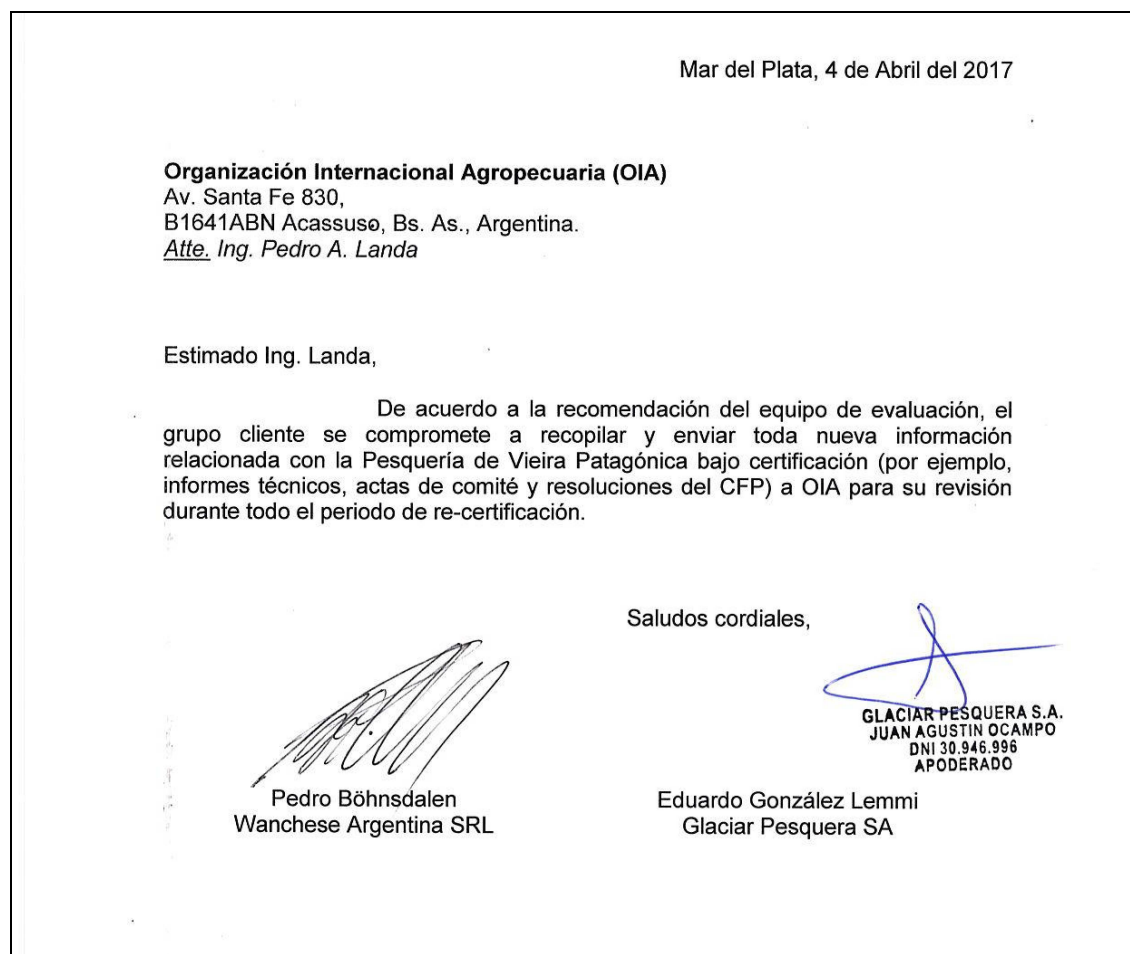 Mar del Plata, 4 de Abril del 2017
Organización Internacional Agropecuaria (OIA)
Av. Santa Fe 830,
B1641ABN Acassuso, Bs. As., Argentina.
Atte. Ing. Pedro A. Landa
Estimado Ing. Landa,
De acuerdo a la recomendación del equipo de evaluación, el
grupo cliente se compromete a recopilar y enviar toda nueva información
relacionada con la Pesquería de Vieira Patagónica bajo certificación (por ejemplo,
informes técnicos, actas de comité y resoluciones del CFP) a OIA para su revisión
durante todo el periodo de re-certificación.
Saludos cordiales,
GLACIAR PESQUERA S.A.
JUAN AGUSTIN OCAMPO
DNI 30.946.996
APODERADO
Pedro Böhnsdalen
Wanchese Argentina SRL
Eduardo González Lemmi
Glaciar Pesquera SA